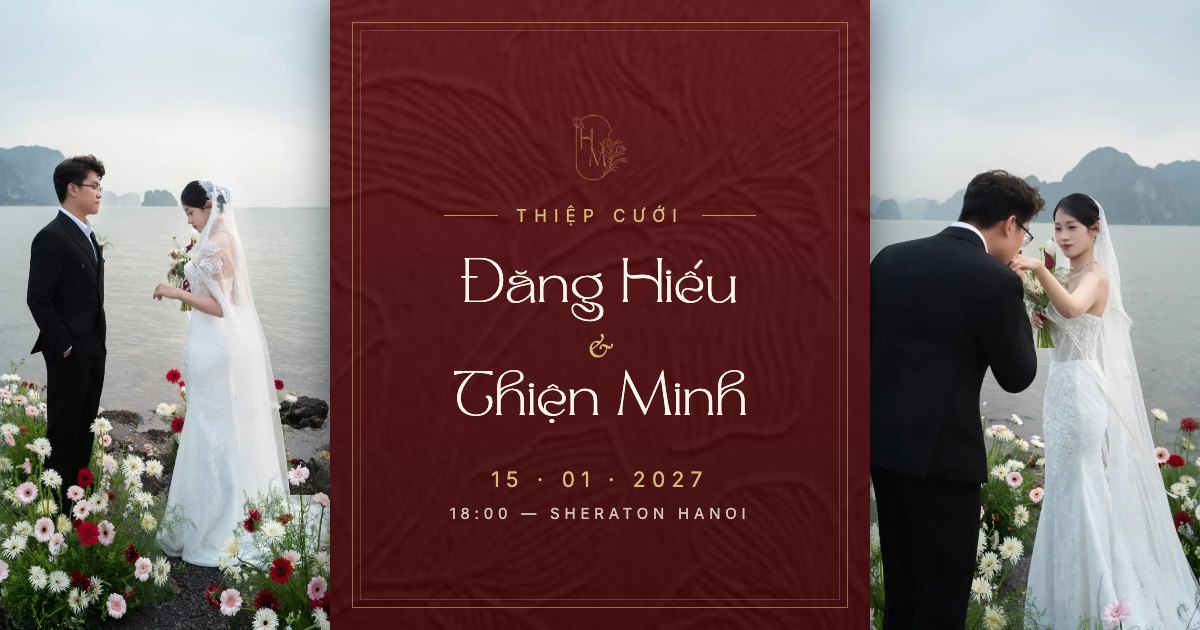 H
M
THIỆP CƯỚI
Đăng Hiếu
&
Thiện Minh
15 · 01 · 2027
18:00 — SHERATON HANOI